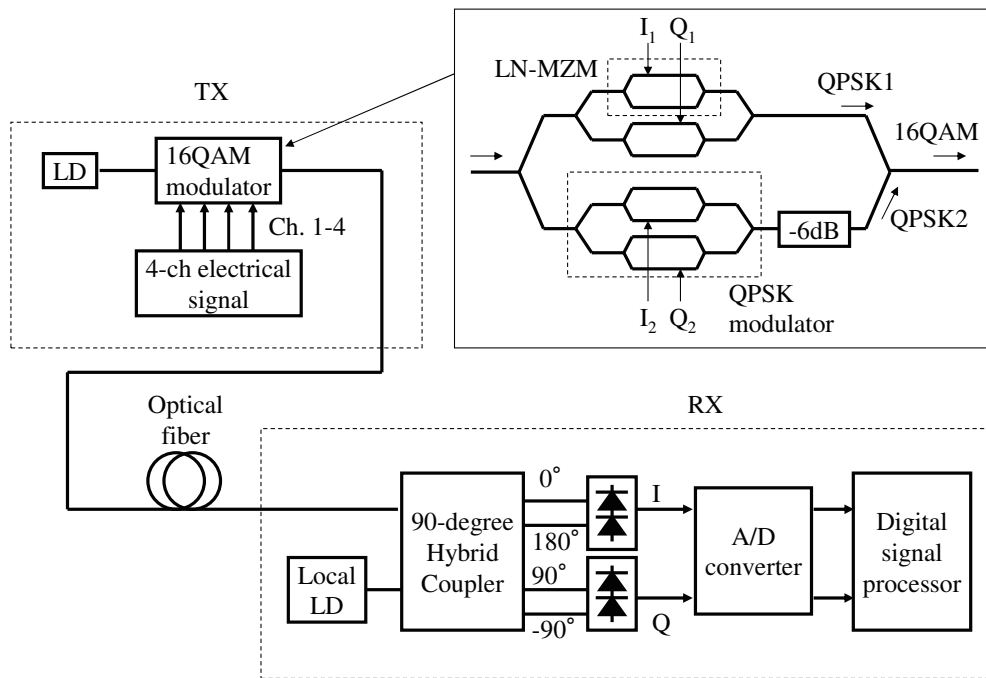 TX
LD
16QAM
modulator
Ch. 1-4
4-ch electrical
signal
I1
Q1
LN-MZM
QPSK1
16QAM
QPSK2
-6dB
QPSK
modulator
I2
Q2
Optical
fiber
RX
90-degree
Hybrid
Coupler
Local
LD
0°
180°
90°
-90°
I
Q
A/D
converter
Digital
signal
processor